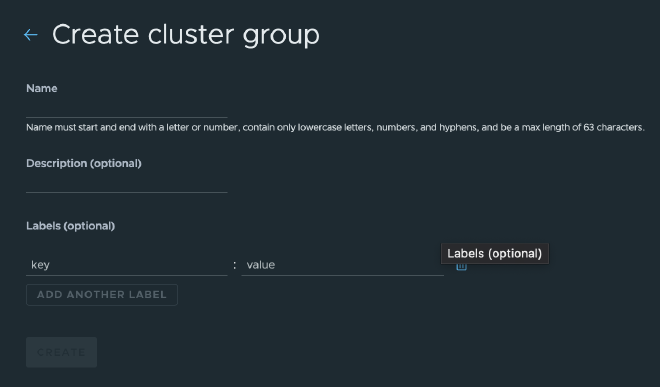 Create cluster group
Name
Name must start and end with a letter or number, contain only lowercase letters, numbers, and hyphens, and be a max length of 63 characters.
Description (optional)
Labels (optional)
Labels (optional)
key : value
ADD ANOTHER LABEL
CREATE